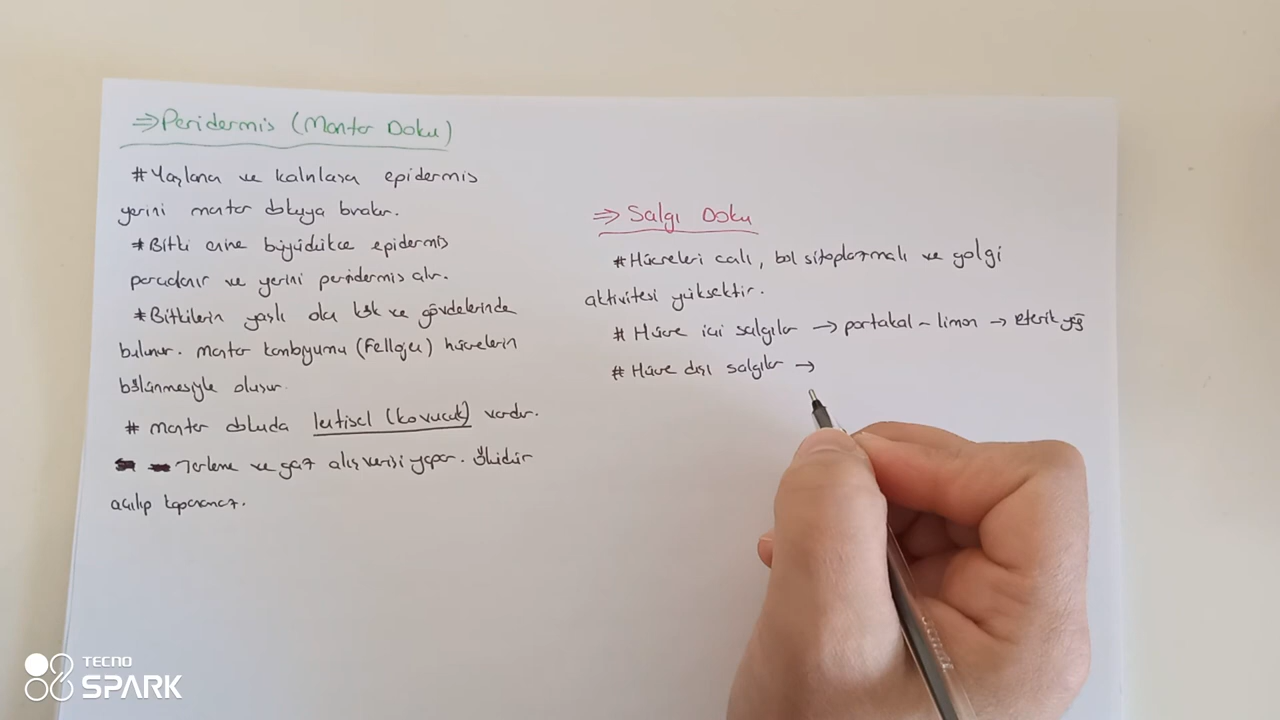 ⇒ Peridermis (Mantar Doku)
# Yaşlanan ve kalınlaşan epidermis
yerini mantar dokuya bırakır.
# Bitki enine büyüdükçe epidermis
parçalanır ve yerini peridermis alır.
# Bitkilerin yaşlı olan kök ve gövdelerinde
bulunur. Mantar kambiyumu (Fellojen) hücrelerin
bölünmesiyle oluşur.
# Mantar dokuda lentisel (kovucuk) vardır.
Terleme ve gaz alışverişi yapar. Ölüdür
açılıp kapanmaz.
⇒ Salgı Doku
# Hücreleri canlı, bol sitoplazmalı ve golgi
aktivitesi yüksektir.
# Hücre içi salgılar → portakal - limon → eterik yağ
# Hücre dışı salgılar →
TECNO
SPARK